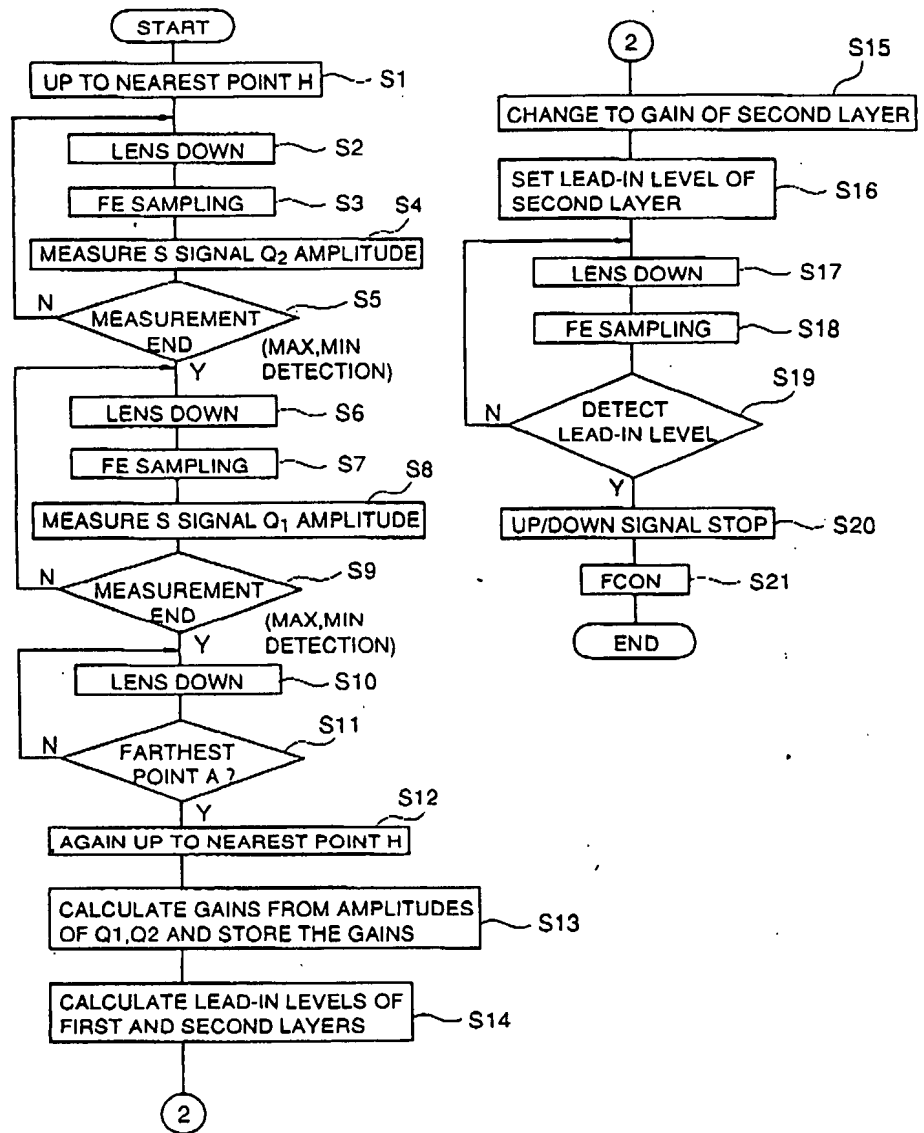 START
UP TO NEAREST POINT H
S1
LENS DOWN
S2
FE SAMPLING
S3
S4
MEASURE S SIGNAL Q2 AMPLITUDE
N
MEASUREMENT
END
S5
Y
(MAX,MIN
DETECTION)
LENS DOWN
S6
FE SAMPLING
S7
S8
MEASURE S SIGNAL Q1 AMPLITUDE
N
MEASUREMENT
END
S9
Y
(MAX,MIN
DETECTION)
LENS DOWN
S10
N
FARTHEST
POINT A ?
S11
Y
S12
AGAIN UP TO NEAREST POINT H
CALCULATE GAINS FROM AMPLITUDES
OF Q1,Q2 AND STORE THE GAINS
S13
CALCULATE LEAD-IN LEVELS OF
FIRST AND SECOND LAYERS
S14
2
2
S15
CHANGE TO GAIN OF SECOND LAYER
SET LEAD-IN LEVEL OF
SECOND LAYER
S16
LENS DOWN
S17
FE SAMPLING
S18
S19
N
DETECT
LEAD-IN LEVEL
Y
UP/DOWN SIGNAL STOP
S20
FCON
S21
END